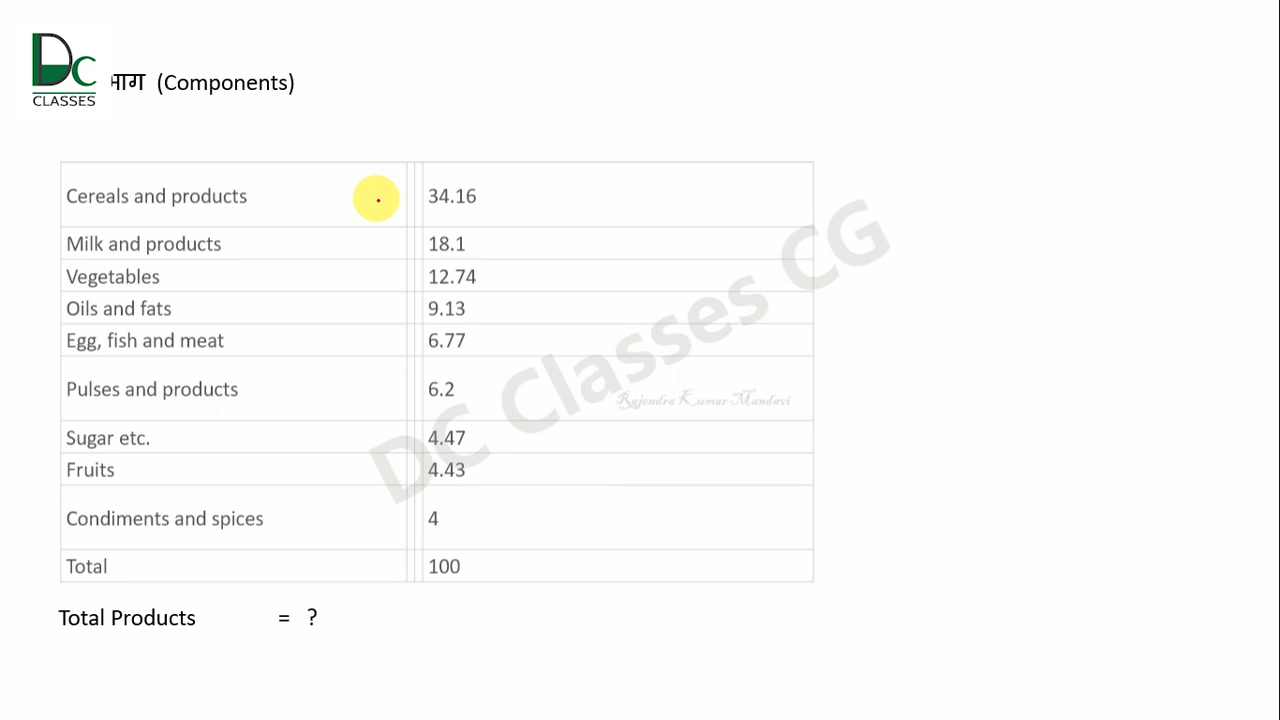 DC
CLASSES
भाग (Components)
Cereals and products 34.16
Milk and products 18.1
Vegetables 12.74
Oils and fats 9.13
Egg, fish and meat 6.77
Pulses and products 6.2
Sugar etc. 4.47
Fruits 4.43
Condiments and spices 4
Total 100
Total Products = ?
DC Classes CG
Rajendra Kumar Mandavi